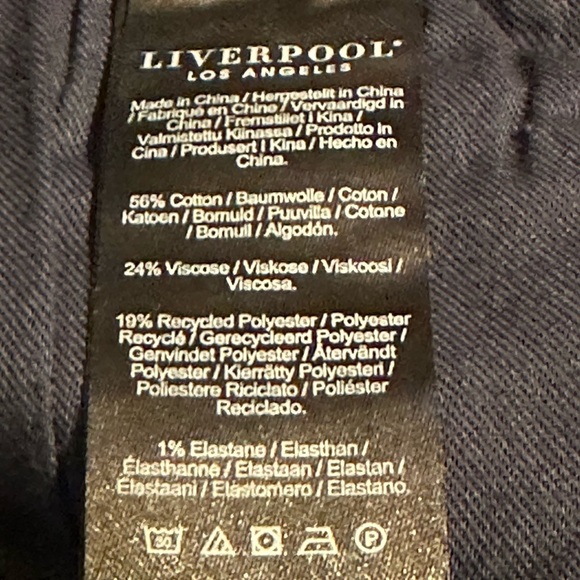 LIVERPOOL
LOS ANGELES
Made in China / Hergestellt in China
/ Fabriqué en Chine / Vervaardigd in
China / Fremstillet I Kina /
Valmistettu Kiinassa / Prodotto In
Cina / Produsert I Kina / Hecho en
China.
56% Cotton / Baumwolle / Coton /
Katoen / Bomuld / Puuvilla / Cotone
/ Bomull / Algodón.
24% Viscose / Viskose / Viskoosi /
Viscosa.
19% Recycled Polyester / Polyester
Recyclé / Gerecycleerd Polyester /
Genvindet Polyester / Återvändt
Polyester / Kierrätty Polyesteri /
Poliestere Riciclato / Poliéster
Reciclado.
1% Elastane / Elasthan /
Élasthanne / Elastaan / Elastan /
Elastaani / Elastomero / Elastano.
30
P